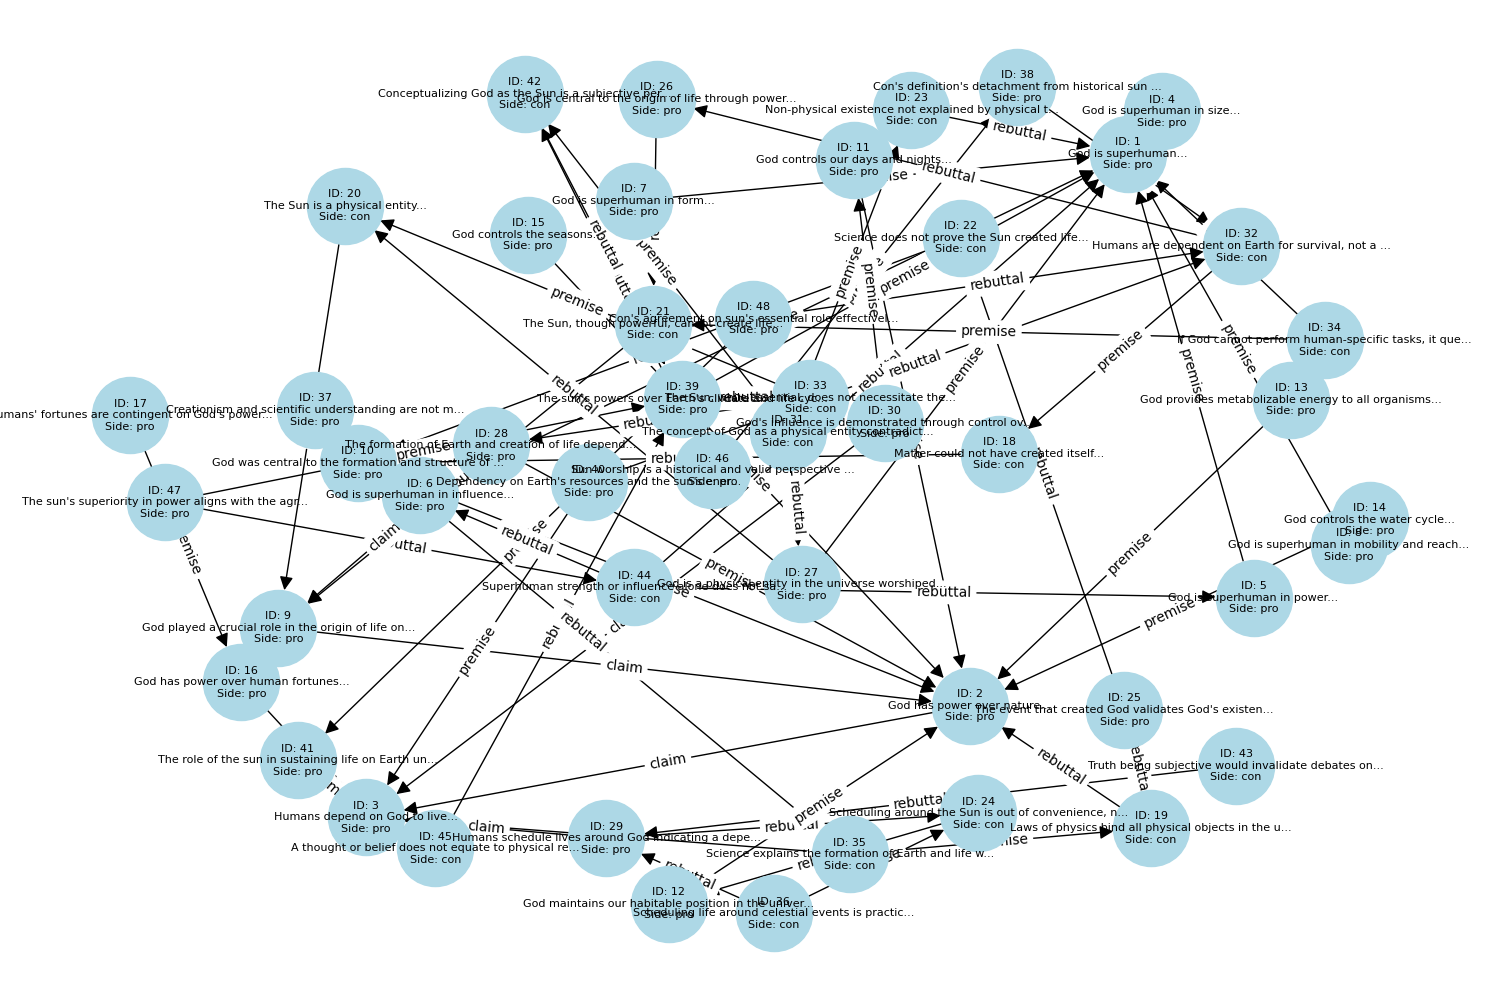 ID: 42
Conceptualizing God as the Sun is a subjective per...
Side: con
ID: 26
God is central to the origin of life through power...
Side: pro
ID: 38
Con's definition's detachment from historical sun ...
Side: pro
ID: 23
Non-physical existence not explained by physical t...
Side: con
ID: 4
God is superhuman in size...
Side: pro
ID: 1
God is superhuman...
Side: pro
ID: 11
God controls our days and nights...
Side: pro
ID: 20
The Sun is a physical entity...
Side: con
ID: 7
God is superhuman in form...
Side: pro
ID: 15
God controls the seasons...
Side: pro
ID: 22
Science does not prove the Sun created life...
Side: con
ID: 32
Humans are dependent on Earth for survival, not a ...
Side: con
ID: 21
The Sun, though powerful, cannot create life...
Side: con
ID: 48
Con's agreement on sun's essential role effectivel...
Side: pro
ID: 34
If God cannot perform human-specific tasks, it que...
Side: con
ID: 13
God provides metabolizable energy to all organisms...
Side: pro
ID: 17
Humans' fortunes are contingent on God's power...
Side: pro
ID: 37
Creationism and scientific understanding are not m...
Side: pro
ID: 39
The sun's powers over Earth's
Side: pro
ID: 33
does not necessitate the...
Side: con
ID: 31
The concept of God as a physical entity contradict...
Side: con
ID: 30
God's influence is demonstrated through control ov...
Side: pro
ID: 28
The formation of Earth and creation of life depend...
Side: pro
ID: 10
God was central to the formation and structure of ...
Side: pro
ID: 18
Matter could not have created itself...
Side: con
ID: 6
God is superhuman in influence...
Side: pro
ID: 40
Dependency on Earth's resources and the sun's ener...
Side: pro
ID: 46
Sun worship is a historical and valid perspective ...
Side: pro
ID: 47
The sun's superiority in power aligns with the agr...
Side: pro
ID: 14
God controls the water cycle...
Side: pro
God is superhuman in mobility and reach...
Side: pro
ID: 5
God is superhuman in power...
Side: pro
ID: 44
Superhuman strength or influence alone does not sa...
Side: con
ID: 27
God is a physical entity in the universe worshiped...
Side: pro
ID: 9
God played a crucial role in the origin of life on...
Side: pro
ID: 16
God has power over human fortunes...
Side: pro
ID: 2
God has power over nature...
Side: pro
ID: 25
The event that created God validates God's existen...
Side: pro
ID: 41
The role of the sun in sustaining life on Earth un...
Side: pro
ID: 43
Truth being subjective would invalidate debates on...
Side: con
ID: 3
Humans depend on God to live...
Side: pro
ID: 45
A thought or belief does not equate to physical re...
Side: con
ID: 29
Humans schedule lives around God indicating a depe...
Side: pro
ID: 24
Scheduling around the Sun is out of convenience, n...
Side: con
ID: 19
Laws of physics bind all physical objects in the u...
Side: con
ID: 35
Science explains the formation of Earth and life w...
Side: con
ID: 12
God maintains our habitable position in the univer...
Side: pro
ID: 36
Scheduling life around celestial events is practic...
Side: con
rebuttal
rebuttal
rebuttal
premise
premise
premise
premise
premise
rebuttal
premise
premise
premise
premise
rebuttal
rebuttal
premise
premise
rebuttal
rebuttal
rebuttal
claim
premise
premise
rebuttal
premise
premise
rebuttal
claim
claim
rebuttal
premise
rebuttal
claim
rebuttal